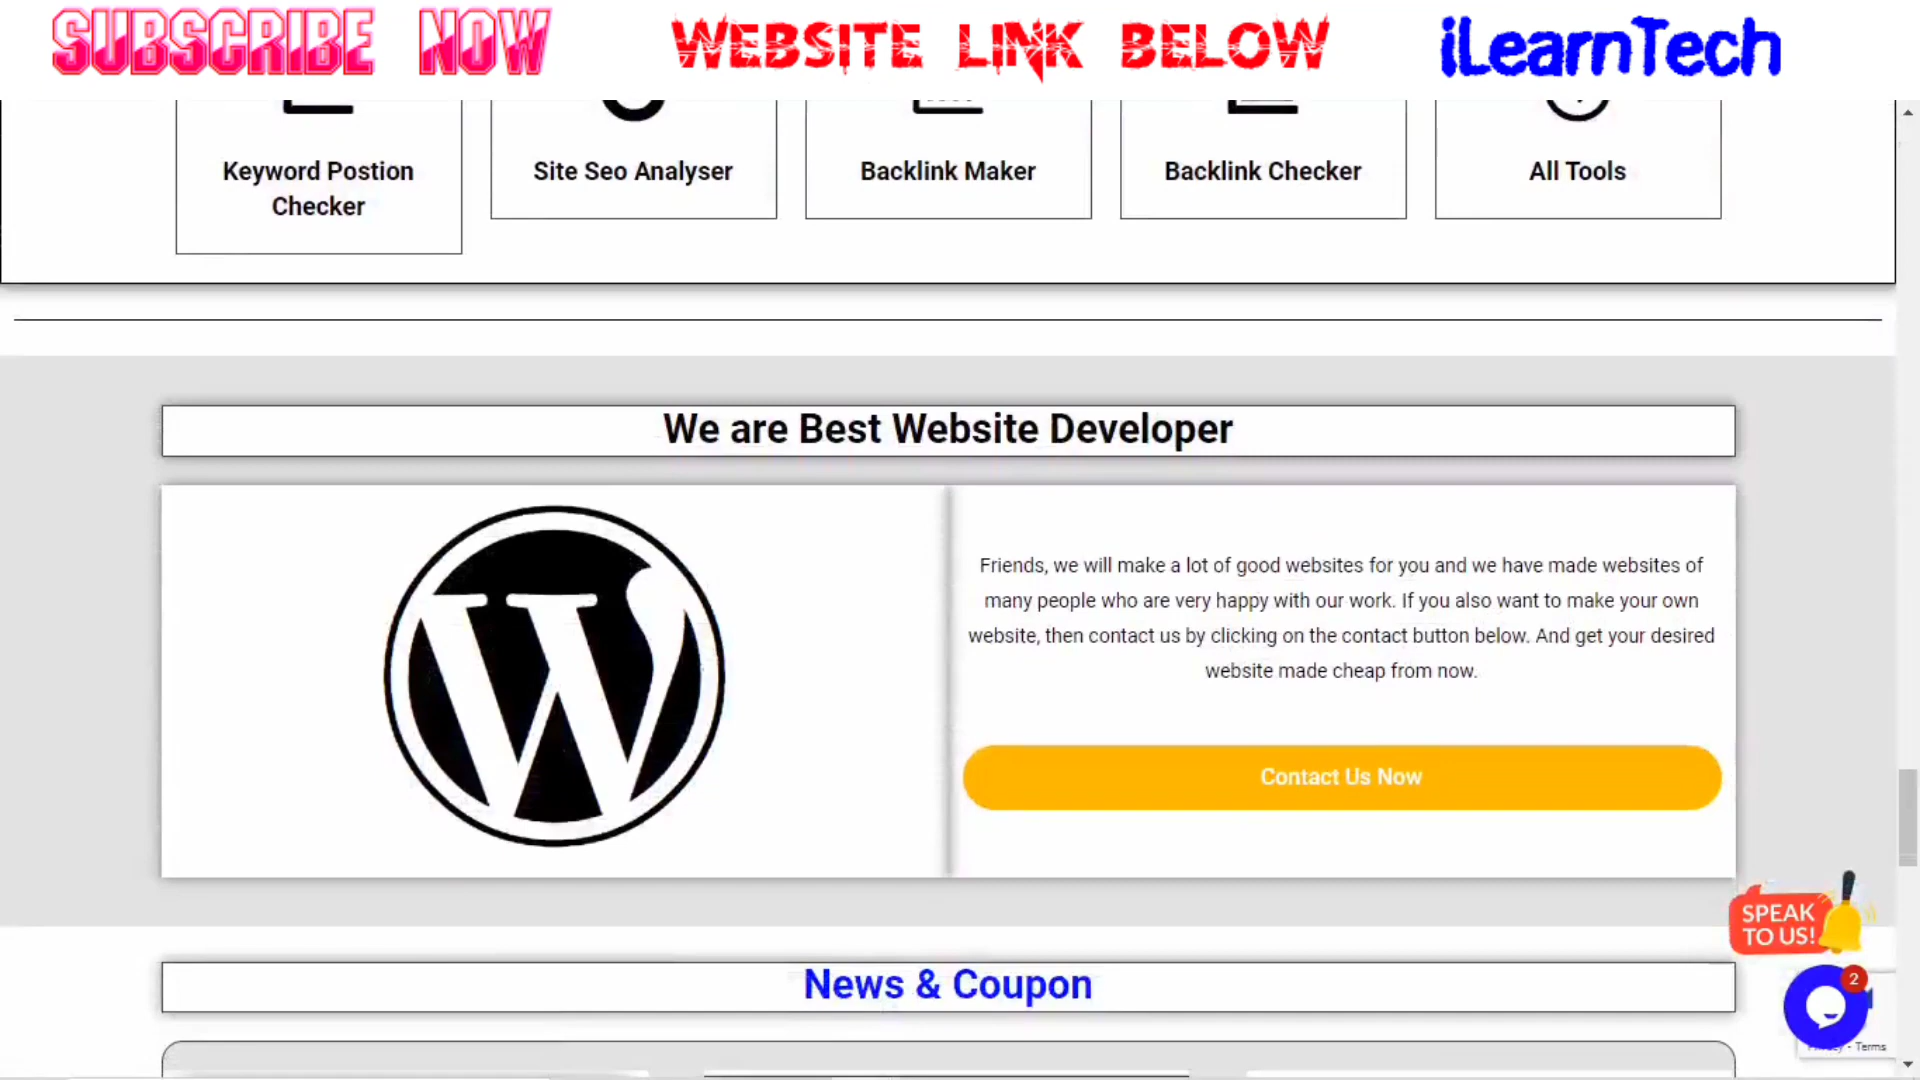 SUBSCRIBE NOW
WEBSITE LINK BELOW
iLearnTech
Keyword Postion
Checker
Site Seo Analyser
Backlink Maker
Backlink Checker
All Tools
We are Best Website Developer
Friends, we will make a lot of good websites for you and we have made websites of
many people who are very happy with our work. If you also want to make your own
website, then contact us by clicking on the contact button below. And get your desired
website made cheap from now.
Contact Us Now
SPEAK
TO US!
News & Coupon
2
- Terms